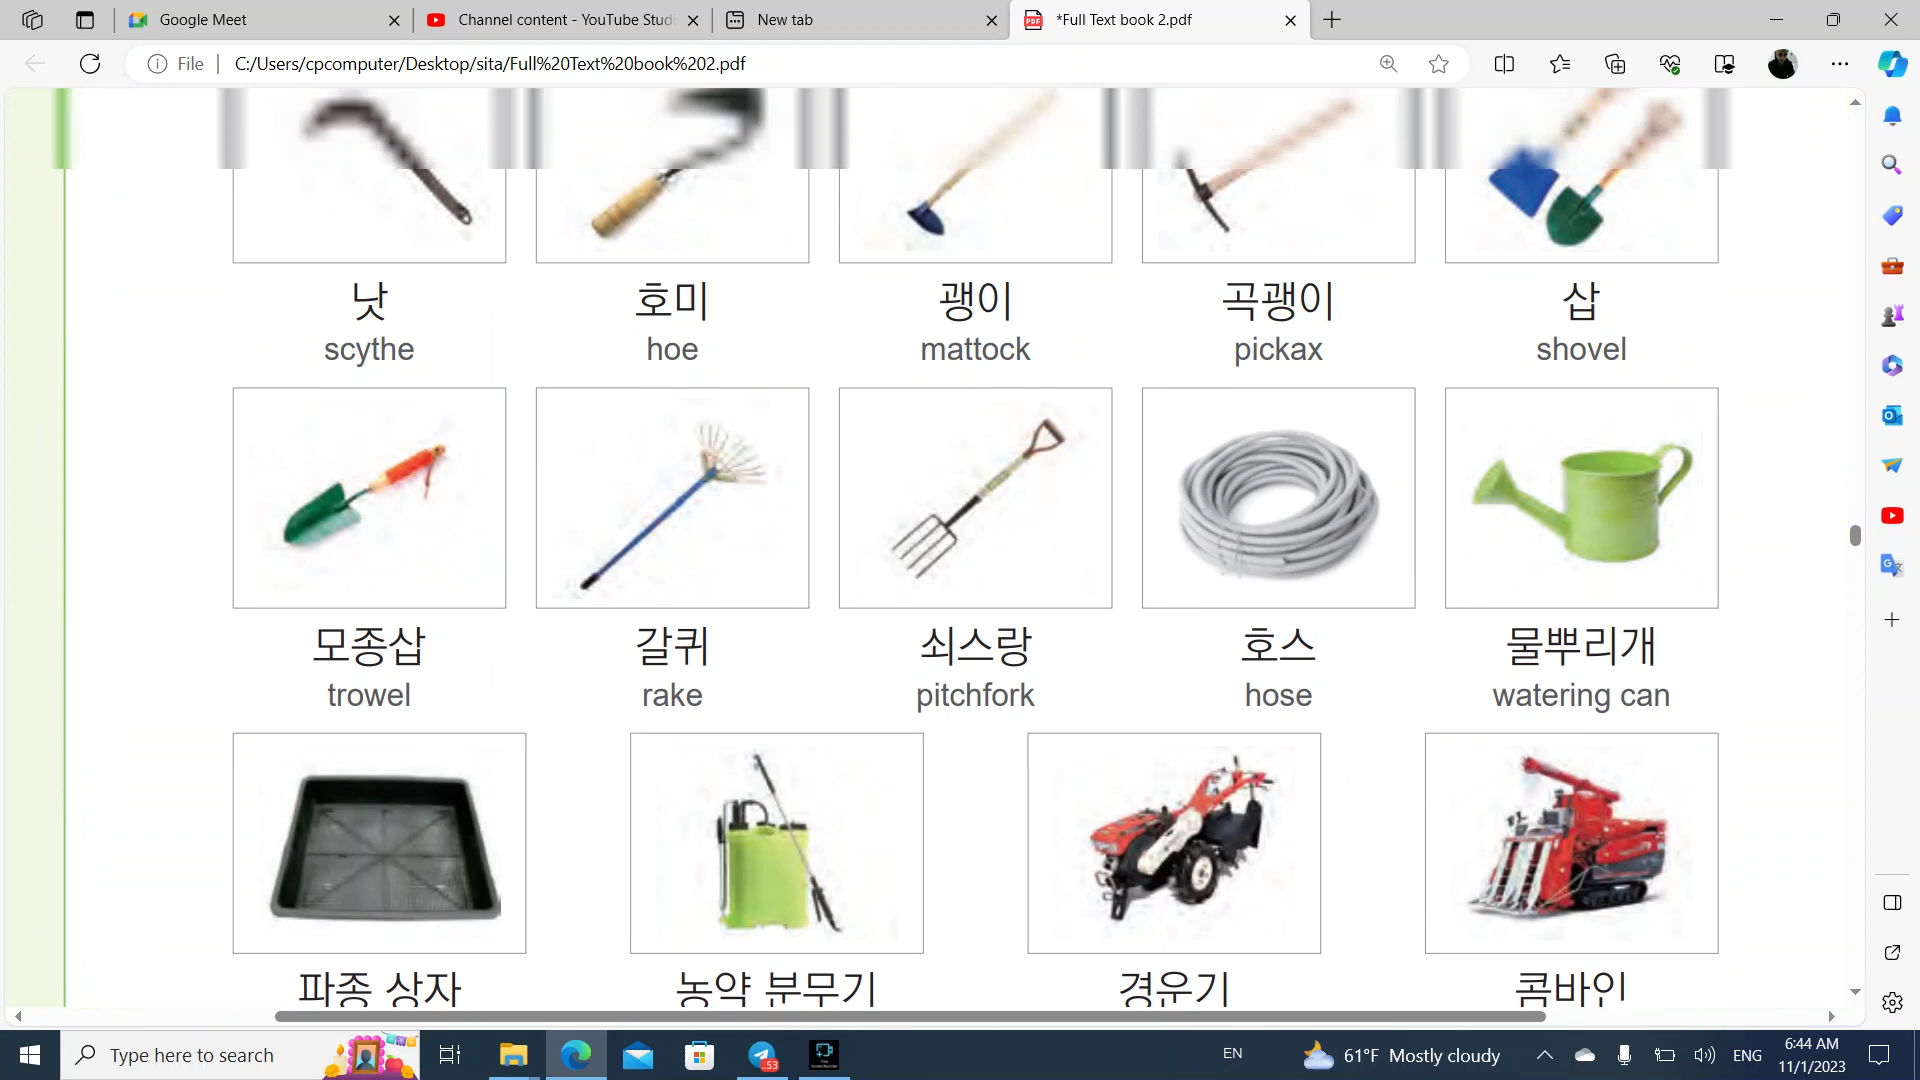 Google Meet
Channel content - YouTube Stud
New tab
*Full Text book 2.pdf
File
C:/Users/cpcomputer/Desktop/sita/Full%20Text%20book%202.pdf
낫 호미 괭이 곡괭이 삽
scythe hoe mattock pickax shovel
모종삽 갈퀴 쇠스랑 호스 물뿌리개
trowel rake pitchfork hose watering can
파종 상자 농약 분무기 경운기 콤바인
Type here to search
.53
EN
61°F Mostly cloudy
ENG
6:44 AM
11/1/2023